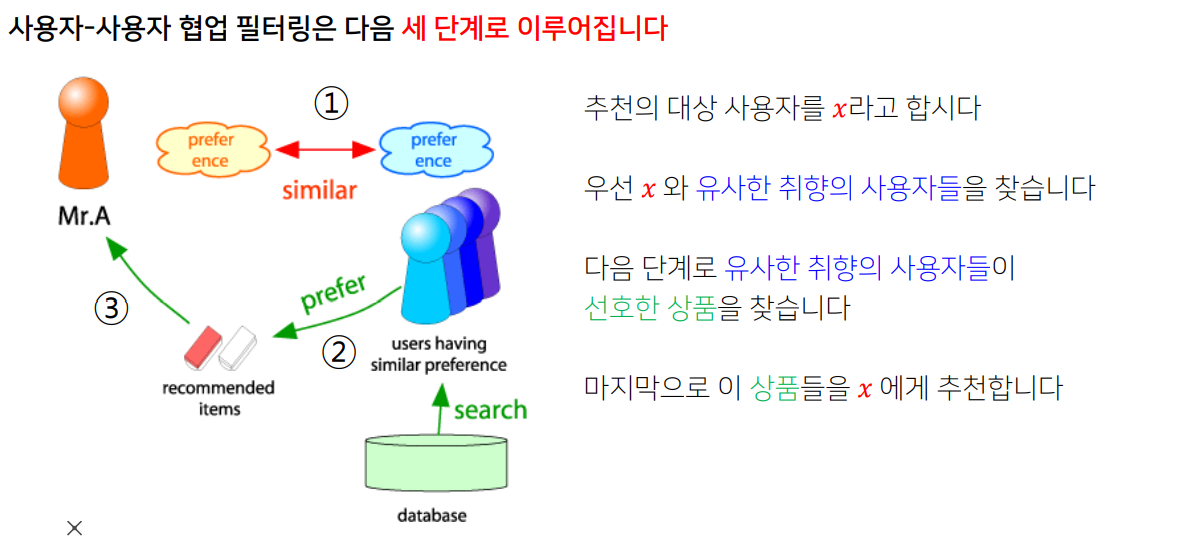 사용자-사용자 협업 필터링은 다음 세 단계로 이루어집니다
①
prefer
ence
prefer
ence
similar
Mr.A
prefer
③
②
users having
similar preference
recommended
items
search
database
추천의 대상 사용자를 x라고 합시다
우선 x 와 유사한 취향의 사용자들을 찾습니다
다음 단계로 유사한 취향의 사용자들이
선호한 상품을 찾습니다
마지막으로 이 상품들을 x 에게 추천합니다